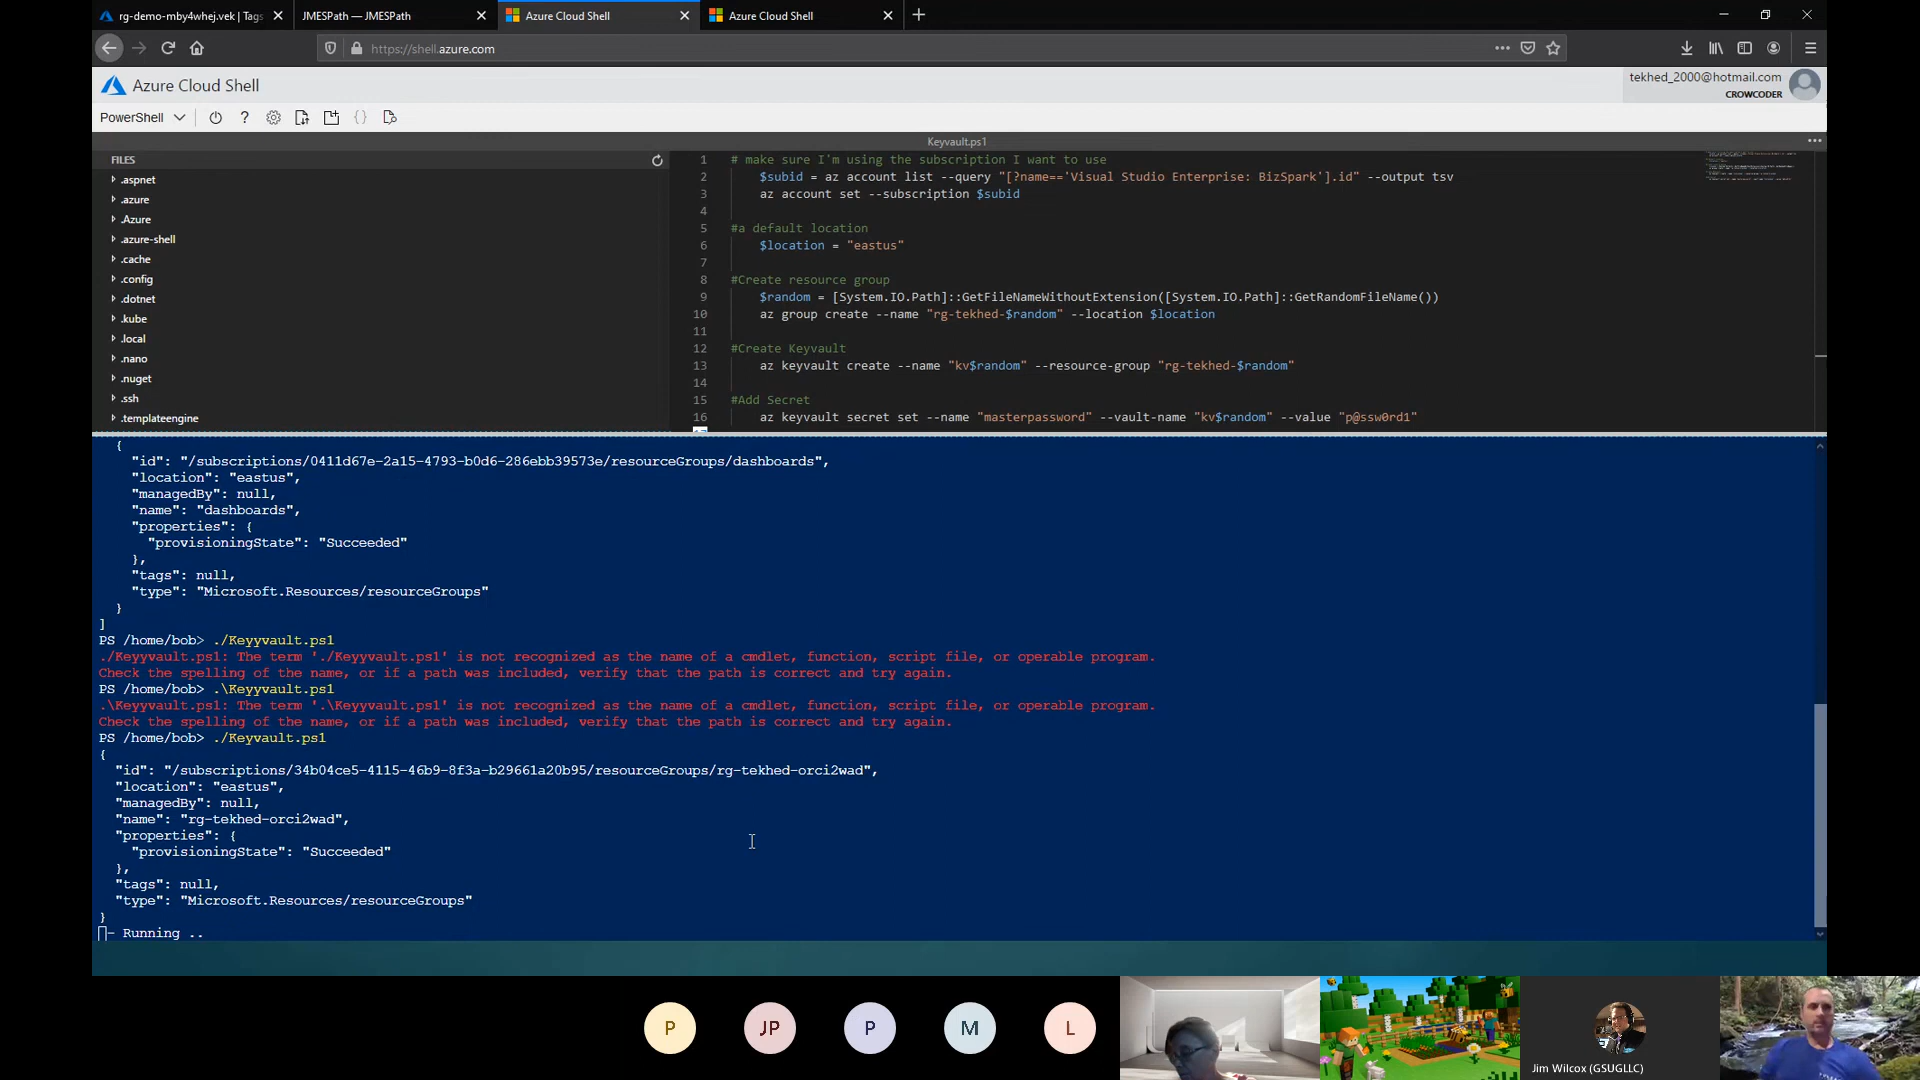 rg-demo-mby4whej.vek | Tags
JMESPath — JMESPath
Azure Cloud Shell
Azure Cloud Shell
https://shell.azure.com
Azure Cloud Shell
tekhed_2000@hotmail.com
CROWCODER
PowerShell
?
{}
Keyvault.ps1
FILES
.aspnet
.azure
.Azure
.azure-shell
.cache
.config
.dotnet
.kube
.local
.nano
.nuget
.ssh
.templateengine
1 # make sure I'm using the subscription I want to use
2 $subid = az account list --query "[?name=='Visual Studio Enterprise: BizSpark'].id" --output tsv
3 az account set --subscription $subid
4
5 #a default location
6 $location = "eastus"
7
8 #Create resource group
9 $random = [System.IO.Path]::GetFileNameWithoutExtension([System.IO.Path]::GetRandomFileName())
10 az group create --name "rg-tekhed-$random" --location $location
11
12 #Create Keyvault
13 az keyvault create --name "kv$random" --resource-group "rg-tekhed-$random"
14
15 #Add Secret
16 az keyvault secret set --name "masterpassword" --vault-name "kv$random" --value "p@ssw0rd1"
{
"id": "/subscriptions/0411d67e-2a15-4793-b0d6-286ebb39573e/resourceGroups/dashboards",
"location": "eastus",
"managedBy": null,
"name": "dashboards",
"properties": {
"provisioningState": "Succeeded"
},
"tags": null,
"type": "Microsoft.Resources/resourceGroups"
}
]
PS /home/bob> ./Keyyvault.ps1
./Keyyvault.ps1: The term './Keyyvault.ps1' is not recognized as the name of a cmdlet, function, script file, or operable program.
Check the spelling of the name, or if a path was included, verify that the path is correct and try again.
PS /home/bob> .\Keyyvault.ps1
.\Keyyvault.ps1: The term '.\Keyyvault.ps1' is not recognized as the name of a cmdlet, function, script file, or operable program.
Check the spelling of the name, or if a path was included, verify that the path is correct and try again.
PS /home/bob> ./Keyvault.ps1
{
"id": "/subscriptions/34b04ce5-4115-46b9-8f3a-b29661a20b95/resourceGroups/rg-tekhed-orci2wad",
"location": "eastus",
"managedBy": null,
"name": "rg-tekhed-orci2wad",
"properties": {
"provisioningState": "Succeeded"
},
"tags": null,
"type": "Microsoft.Resources/resourceGroups"
}
- Running ..
P
JP
P
M
L
Jim Wilcox (GSUGLLC)